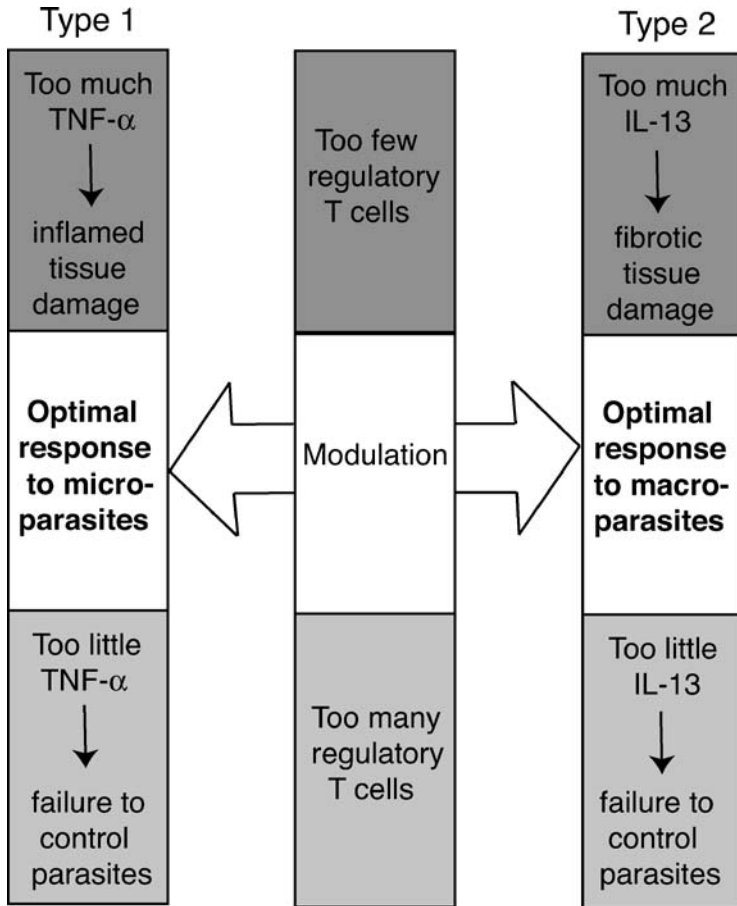 Type 1
Too much
TNF-α
inflamed
tissue
damage
Optimal
response
to micro-
parasites
Too little
TNF-α
failure to
control
parasites
Too few
regulatory
T cells
Modulation
Too many
regulatory
T cells
Type 2
Too much
IL-13
fibrotic
tissue
damage
Optimal
response
to macro-
parasites
Too little
IL-13
failure to
control
parasites